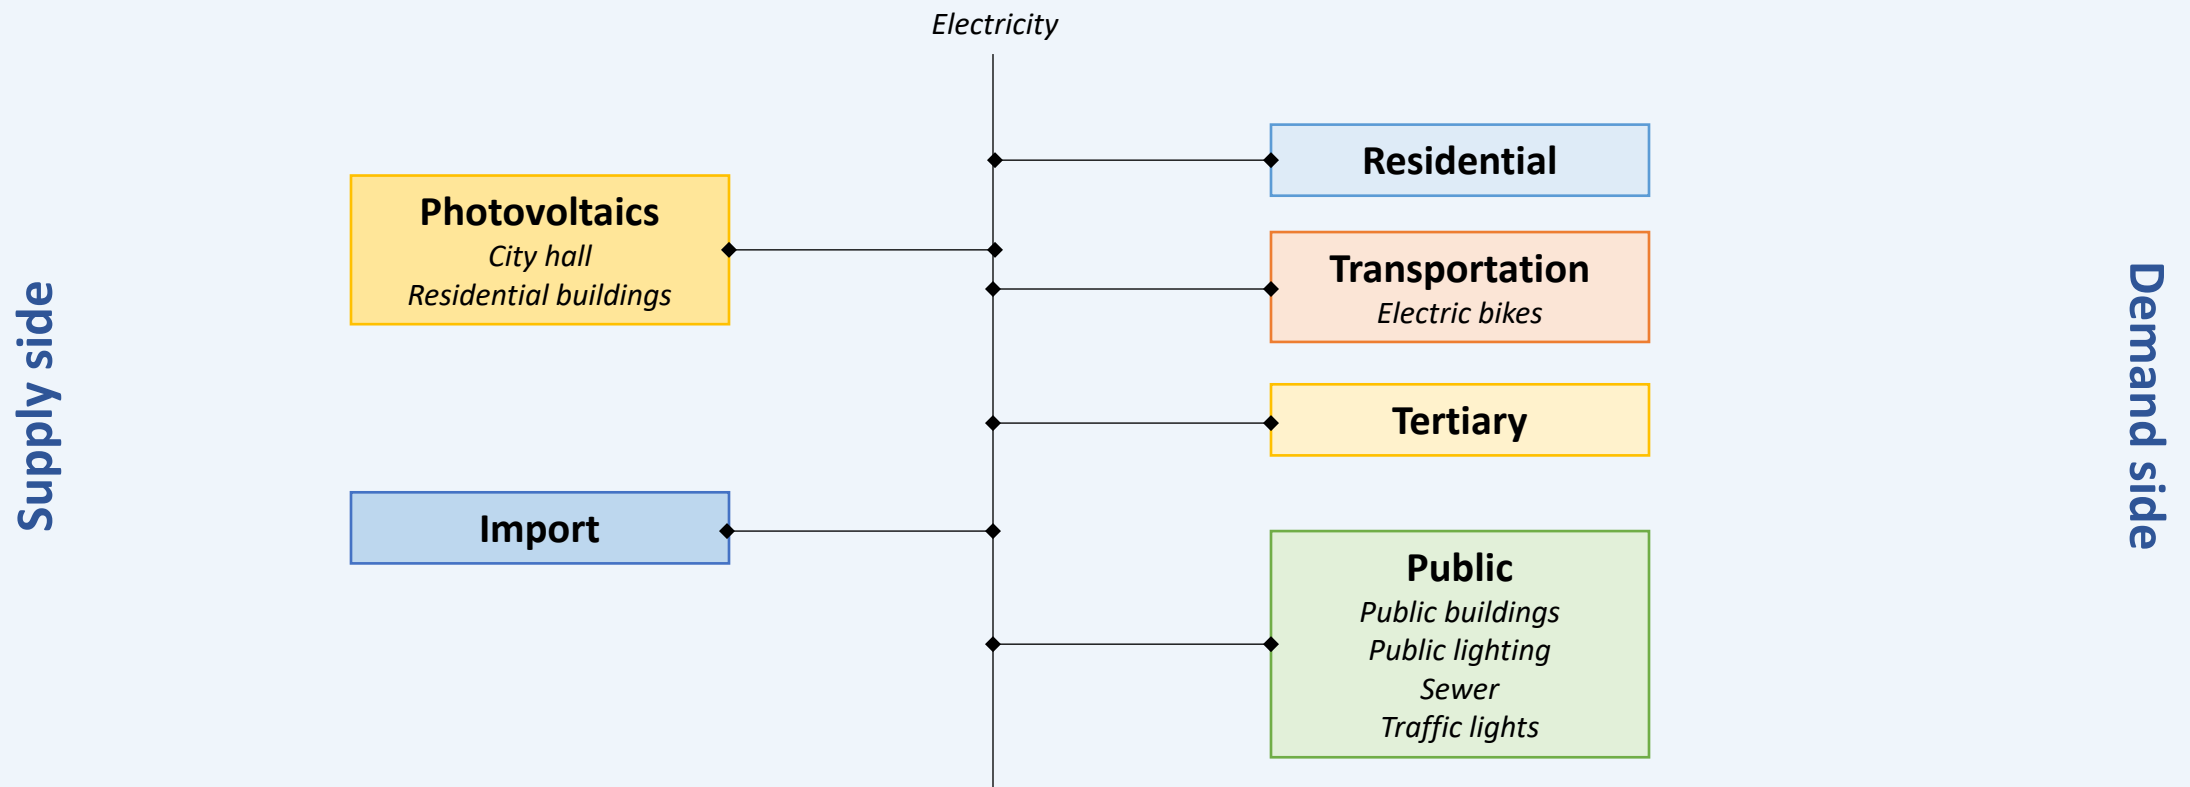 Electricity
Supply side
Photovoltaics
City hall
Residential buildings
Import
Residential
Transportation
Electric bikes
Tertiary
Public
Public buildings
Public lighting
Sewer
Traffic lights
Demand side